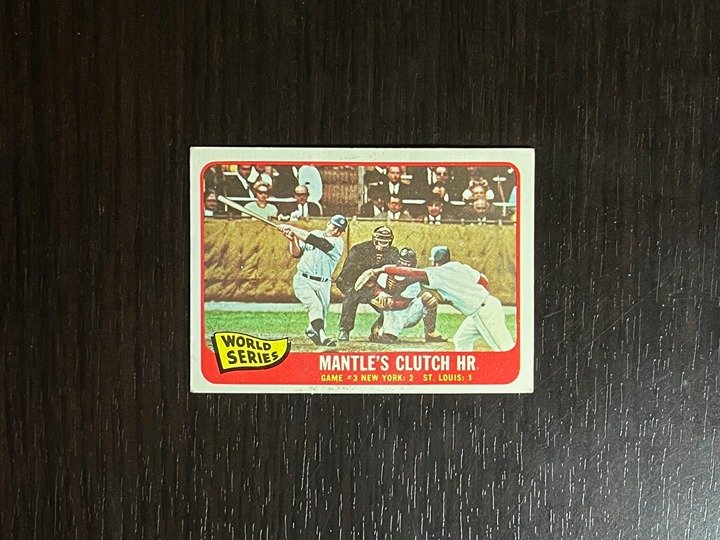 WORLD
SERIES
MANTLE'S CLUTCH HR.
GAME #3 NEW YORK: 2 ST. LOUIS: 1